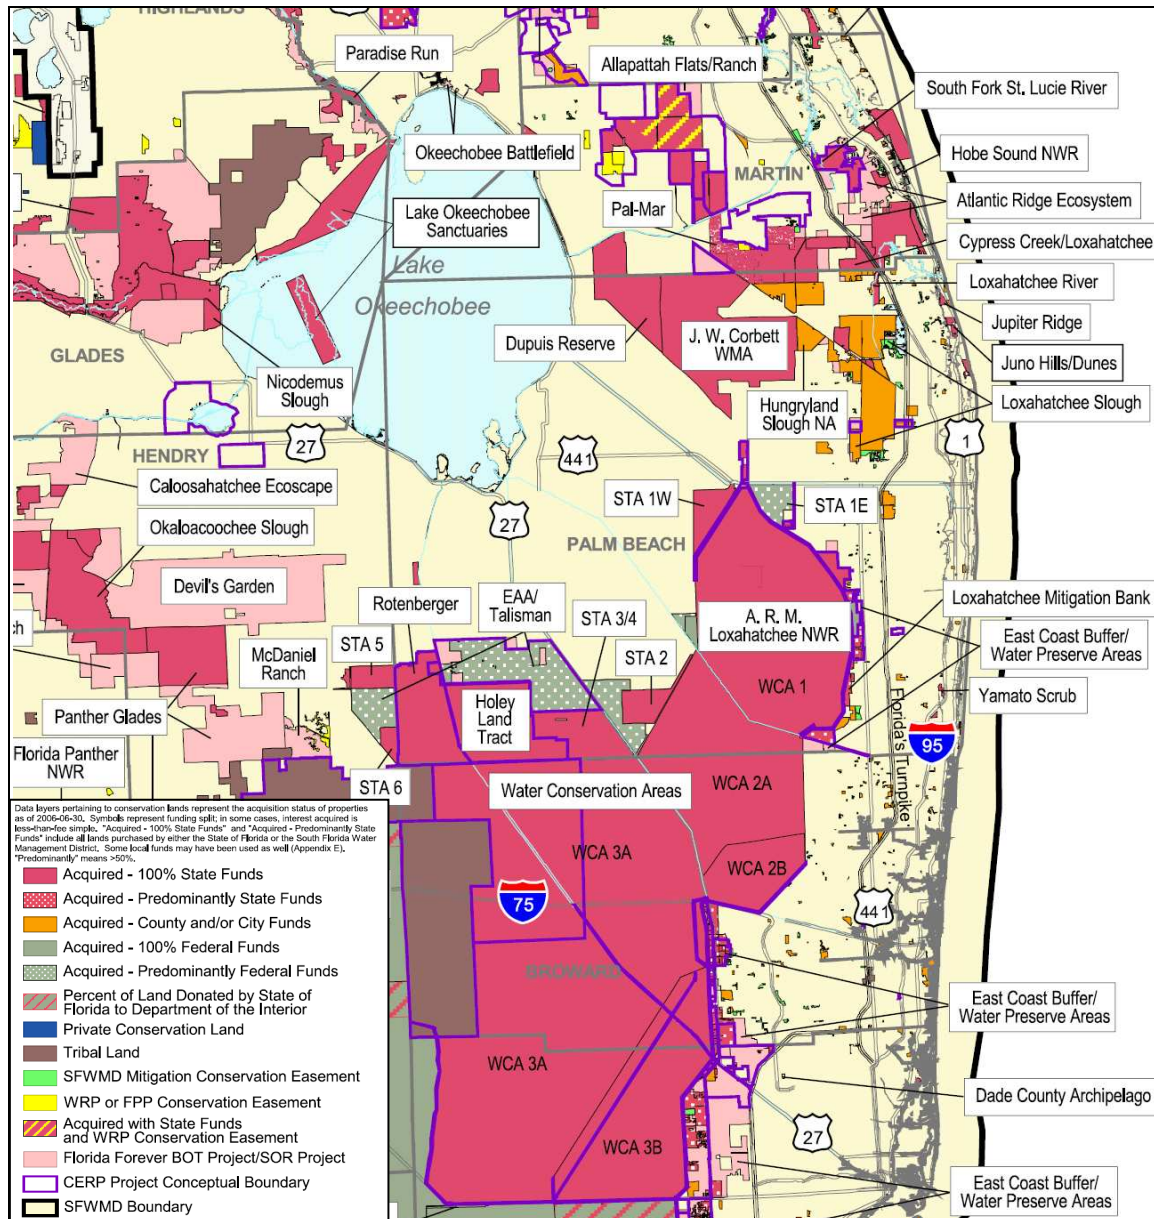 HIGHLANDS
Paradise Run
Allapattah Flats/Ranch
South Fork St. Lucie River
Okeechobee Battlefield
Hobe Sound NWR
MARTIN
Atlantic Ridge Ecosystem
Lake Okeechobee
Sanctuaries
Pal-Mar
Cypress Creek/Loxahatchee
Lake
Okeechobee
Loxahatchee River
Jupiter Ridge
Dupuis Reserve
J. W. Corbett
WMA
Juno Hills/Dunes
GLADES
Nicodemus
Slough
Hungryland
Slough NA
Loxahatchee Slough
27
1
HENDRY
441
Caloosahatchee Ecoscape
STA 1W
STA 1E
27
Okaloacoochee Slough
PALM BEACH
Devil's Garden
Rotenberger
EAA/
Talisman
STA 3/4
A. R. M.
Loxahatchee NWR
Loxahatchee Mitigation Bank
ch
STA 5
McDaniel
Ranch
STA 2
East Coast Buffer/
Water Preserve Areas
WCA 1
Yamato Scrub
Panther Glades
Holey
Land
Tract
Florida's Turnpike
95
Florida Panther
NWR
STA 6
Water Conservation Areas
WCA 2A
Data layers pertaining to conservation lands represent the acquisition status of properties
as of 2006-06-30. Symbols represent funding split; in some cases, interest acquired is
less-than-fee simple. "Acquired - 100% State Funds" and "Acquired - Predominantly State
Funds" include all lands purchased by either the State of Florida or the South Florida Water
Management District. Some local funds may have been used as well (Appendix E).
"Predominantly" means >50%.
WCA 3A
WCA 2B
Acquired - 100% State Funds
Acquired - Predominantly State Funds
Acquired - County and/or City Funds
Acquired - 100% Federal Funds
Acquired - Predominantly Federal Funds
Percent of Land Donated by State of
Florida to Department of the Interior
Private Conservation Land
Tribal Land
SFWMD Mitigation Conservation Easement
WRP or FPP Conservation Easement
Acquired with State Funds
and WRP Conservation Easement
Florida Forever BOT Project/SOR Project
CERP Project Conceptual Boundary
SFWMD Boundary
75
441
BROWARD
East Coast Buffer/
Water Preserve Areas
WCA 3A
Dade County Archipelago
27
WCA 3B
East Coast Buffer/
Water Preserve Areas